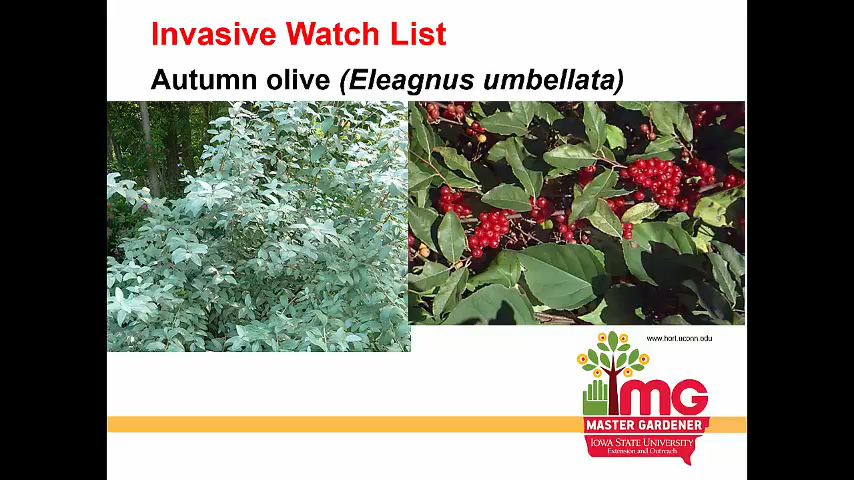 Invasive Watch List
Autumn olive (Eleagnus umbellata)
www.hort.uconn.edu
MG
MASTER GARDENER
IOWA STATE UNIVERSITY
Extension and Outreach